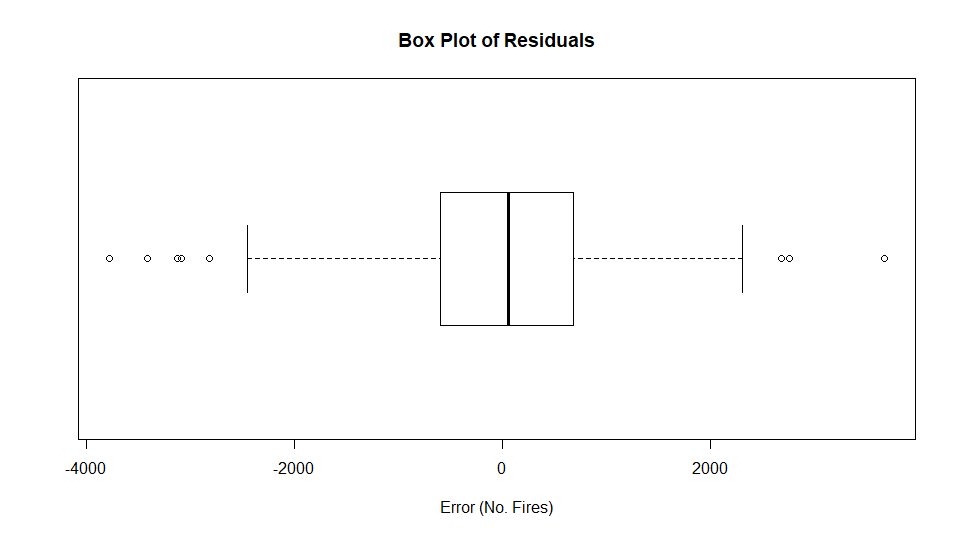 Box Plot of Residuals
-4000 -2000 0 2000
Error (No. Fires)